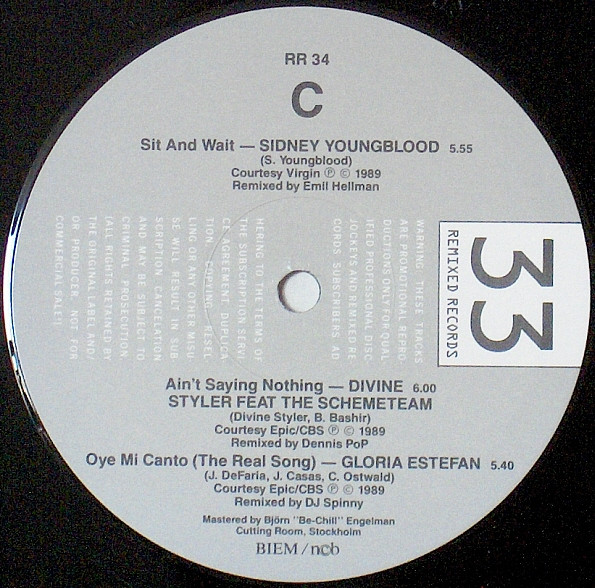 RR 34
C
Sit And Wait — SIDNEY YOUNGBLOOD 5.55
(S. Youngblood)
Courtesy Virgin ℗ © 1989
Remixed by Emil Hellman
WARNING: THESE TRACKS
ARE PROMOTIONAL REPRO
DUCTIONS ONLY FOR QUAL
IFIED PROFESSIONAL DISC
JOCKEYS AND REMIXED RE
CORDS SUBSCRIBERS AD
HERING TO THE TERMS OF
THE SUBSCRIPTION SERVI
CE AGREEMENT. DUPLICA
TION, COPYING, RESEL
LING OR ANY OTHER MISU
SE WILL RESULT IN SUB
SCRIPTION CANCELATION
AND MAY BE SUBJECT TO
CRIMINAL PROSECUTION.
(ALL RIGHTS RETAINED BY
THE ORIGINAL LABEL AND/
OR PRODUCER. NOT FOR
COMMERCIAL SALE!!)
33
REMIXED RECORDS
Ain't Saying Nothing — DIVINE 6.00
STYLER FEAT THE SCHEMETEAM
(Divine Styler, B. Bashir)
Courtesy Epic/CBS ℗ © 1989
Remixed by Dennis PoP
Oye Mi Canto (The Real Song) — GLORIA ESTEFAN 5.40
(J. DeFaria, J. Casas, C. Ostwald)
Courtesy Epic/CBS ℗ © 1989
Remixed by DJ Spinny
Mastered by Björn "Be-Chill" Engelman
Cutting Room, Stockholm
BIEM/ncb